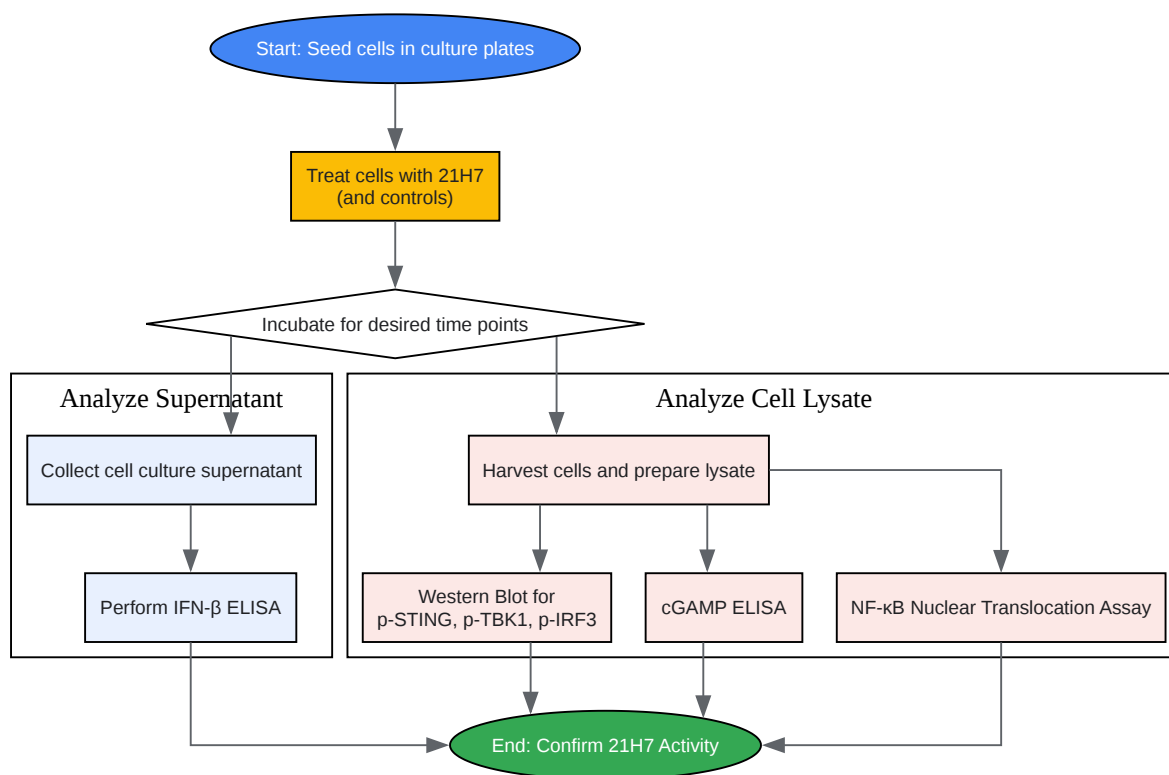 Start: Seed cells in culture plates
Treat cells with 21H7
(and controls)
Incubate for desired time points
Analyze Supernatant
Analyze Cell Lysate
Collect cell culture supernatant
Harvest cells and prepare lysate
Perform IFN-β ELISA
Western Blot for
p-STING, p-TBK1, p-IRF3
cGAMP ELISA
NF-κB Nuclear Translocation Assay
End: Confirm 21H7 Activity